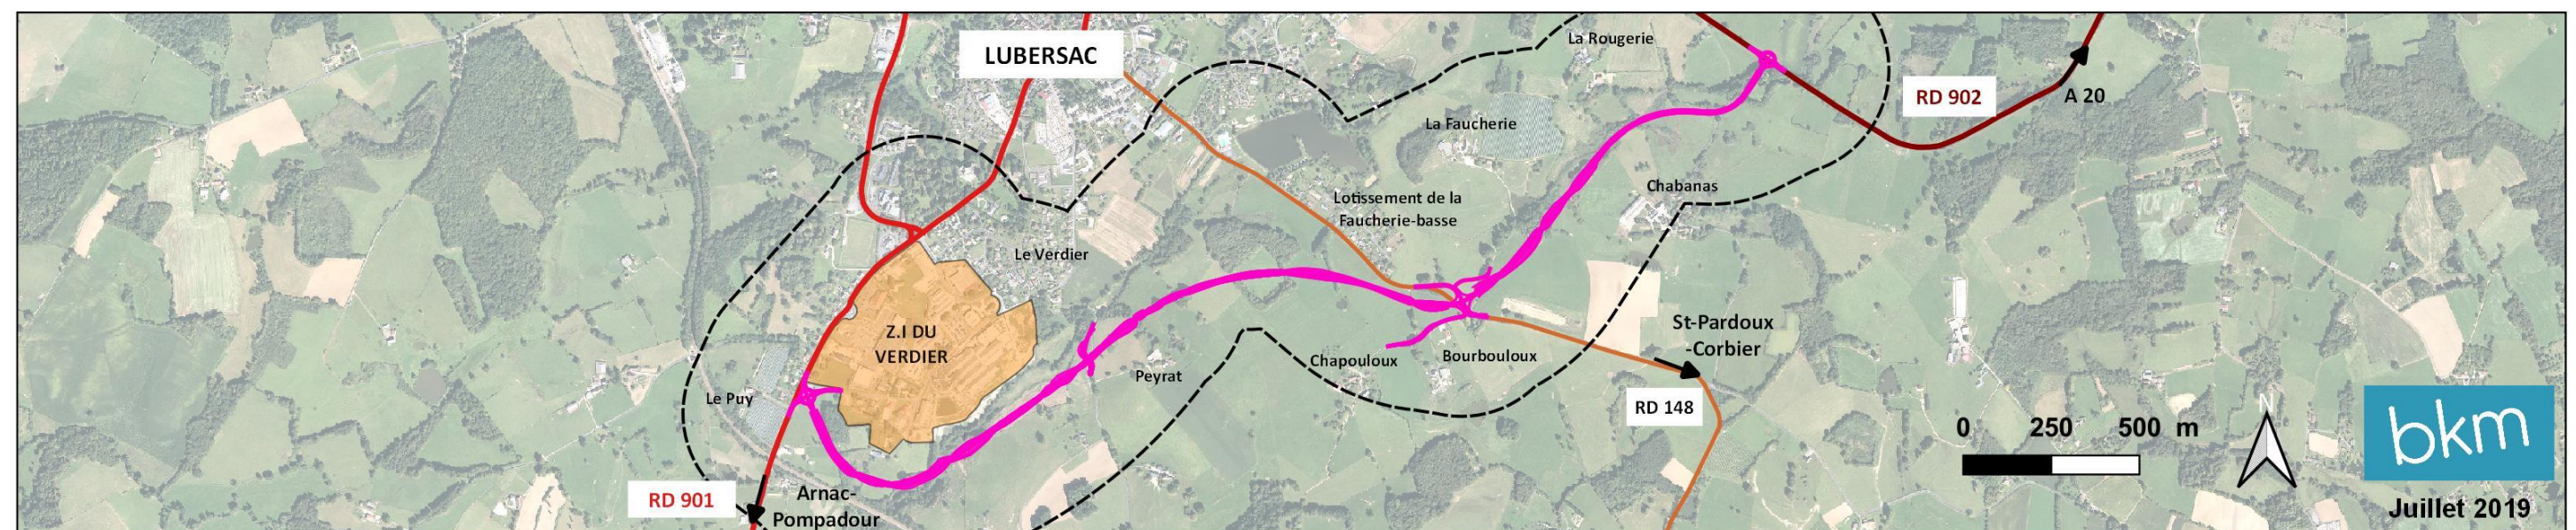 La Rougerie
LUBERSAC
RD 902
A 20
La Faucherie
Chabanas
Lotissement de la
Faucherie-basse
Le Verdier
Z.I DU
VERDIER
St-Pardoux
-Corbier
Chapouloux
Bourbouloux
Peyrat
Le Puy
RD 148
N
0 250 500 m
bkm
RD 901
Arnac-
Pompadour
Juillet 2019